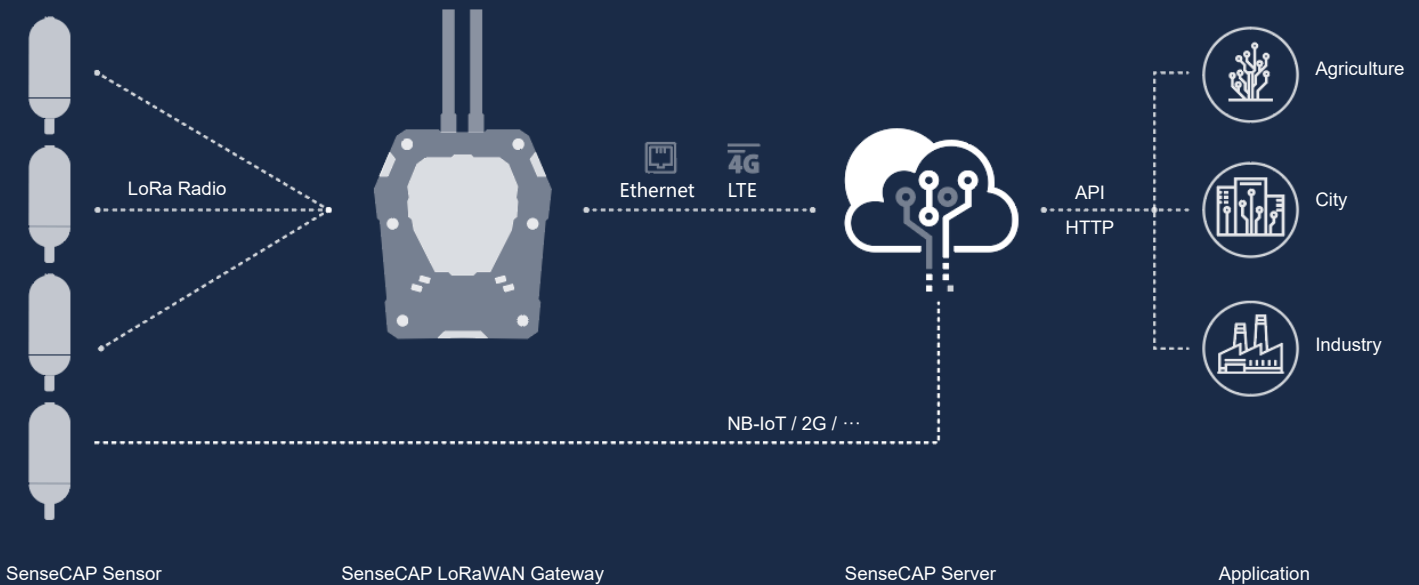 Agriculture
LoRa Radio
4G
Ethernet
LTE
API
City
HTTP
Industry
NB-IoT / 2G / ···
SenseCAP Sensor
SenseCAP LoRaWAN Gateway
SenseCAP Server
Application